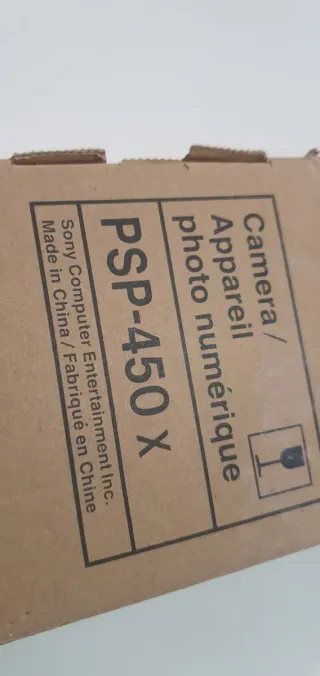 Camera /
Appareil
photo numérique
PSP-450 X
Sony Computer Entertainment Inc.
Made in China / Fabriqué en Chine